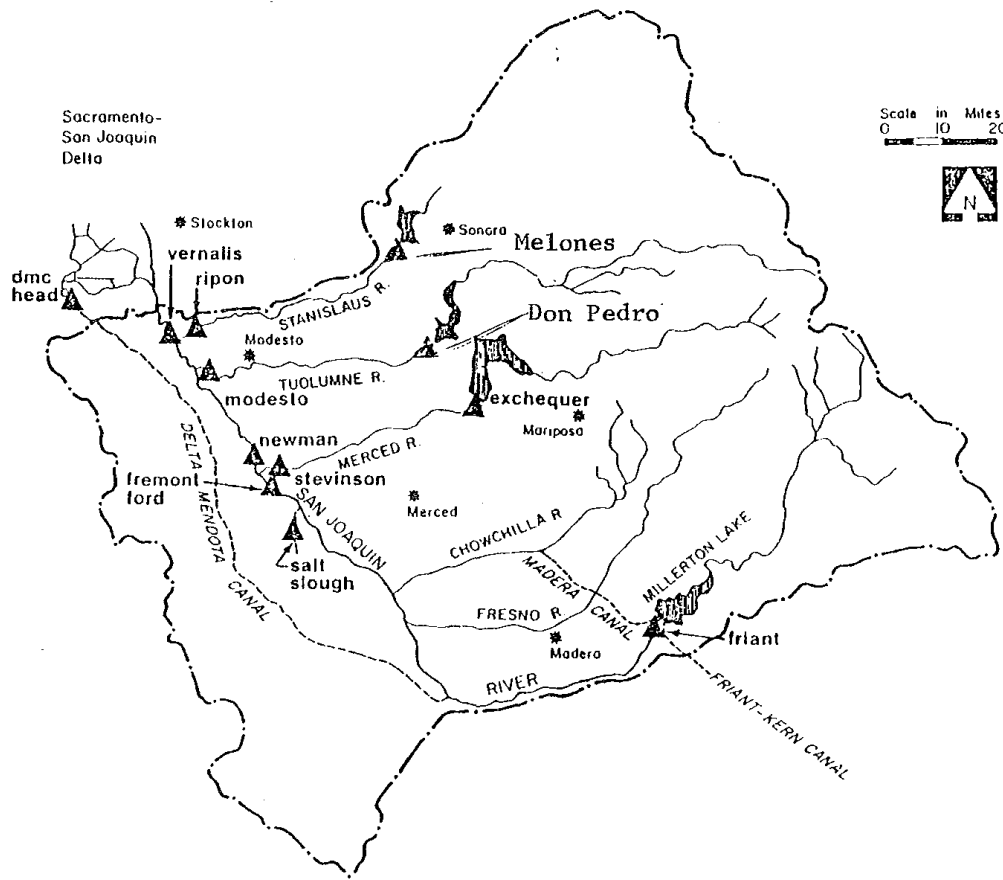 Sacramento-
San Joaquin
Delta
Scale in Miles
0 10 20
N
Stockton
Sonora
vernalis
Melones
dmc
head
ripon
STANISLAUS R.
Don Pedro
Modesto
TUOLUMNE R.
modesto
exchequer
Mariposa
newman
MERCED R.
stevinson
fremont
ford
DELTA
MENDOTA
CANAL
SAN JOAQUIN
Merced
salt
slough
CHOWCHILLA R
MADERA
CANAL
MILLERTON LAKE
FRESNO R.
Madera
friant
RIVER
FRIANT-KERN CANAL